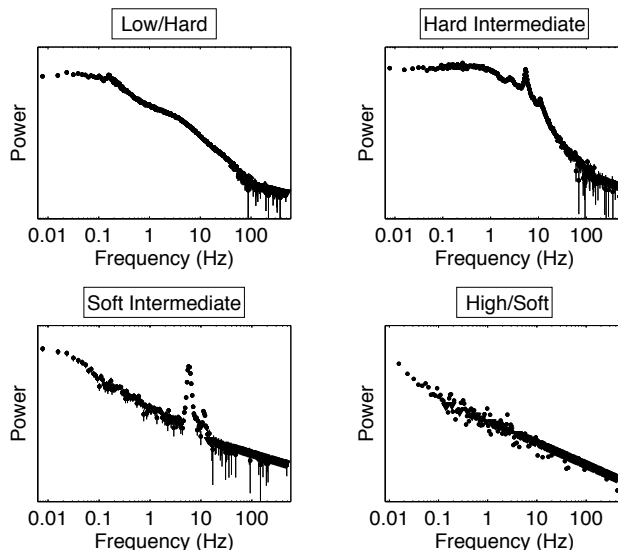 Low/Hard
Hard Intermediate
Power
Power
0.01 0.1 1 10 100
0.01 0.1 1 10 100
Frequency (Hz)
Frequency (Hz)
Soft Intermediate
High/Soft
Power
Power
0.01 0.1 1 10 100
0.01 0.1 1 10 100
Frequency (Hz)
Frequency (Hz)